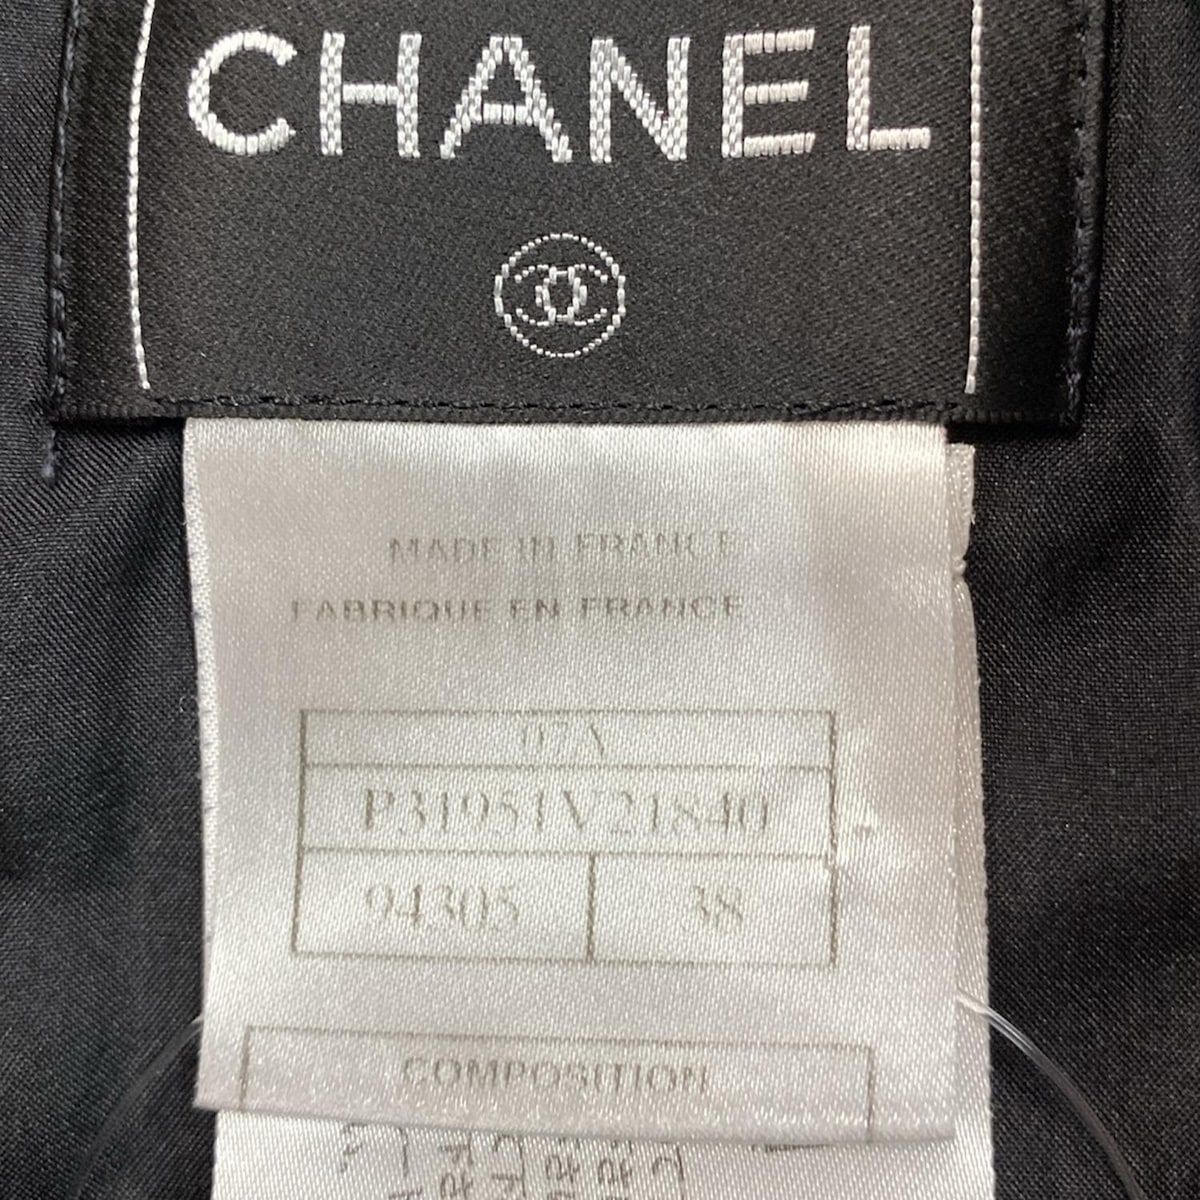 CHANEL
MADE IN FRANCE
FABRIQUE EN FRANCE
07A
P31951V21840
94305 38
COMPOSITION